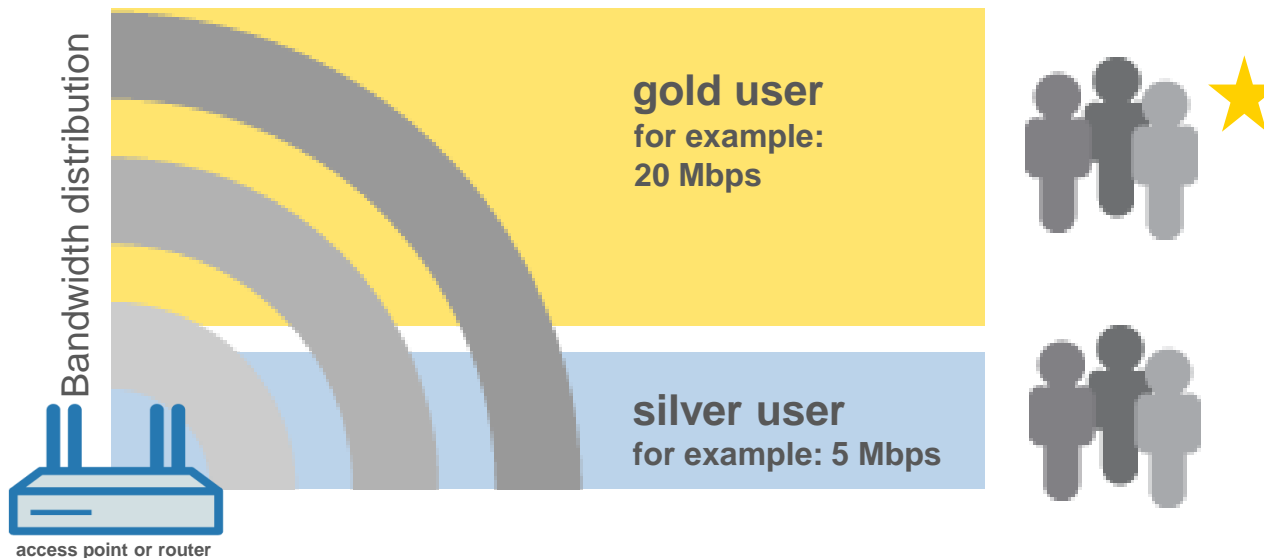 Bandwidth distribution
gold user
for example:
20 Mbps
silver user
for example: 5 Mbps
access point or router